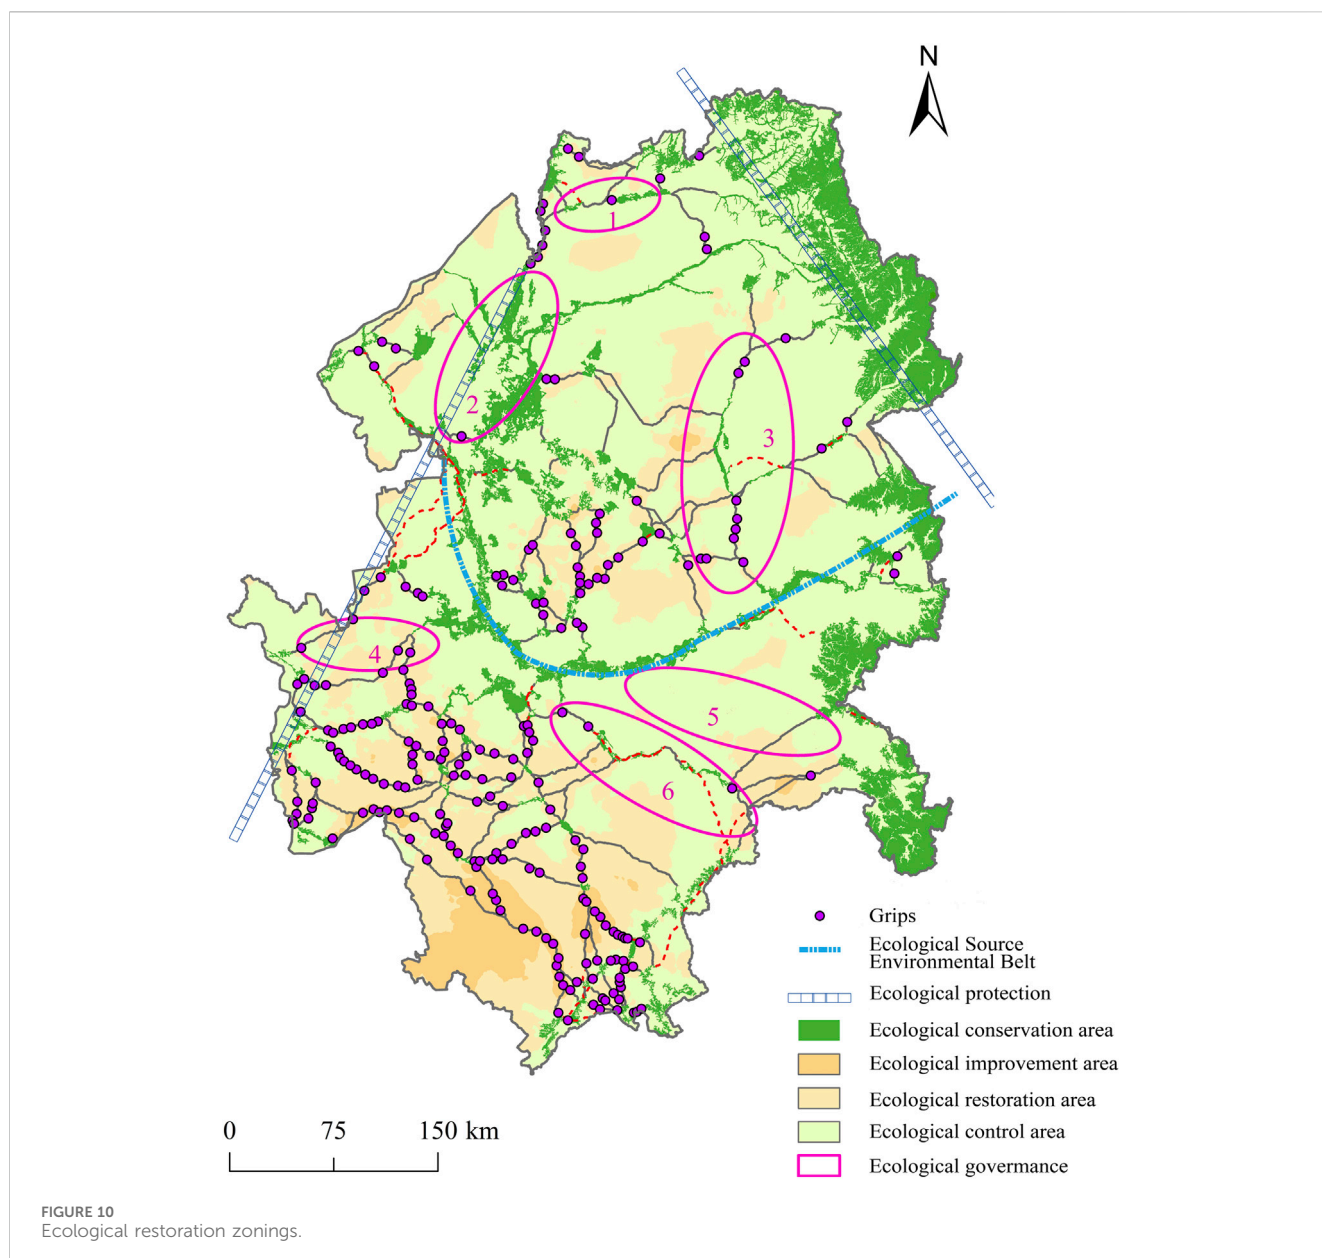 N
1
2
3
4
5
6
Grips
Ecological Source
Environmental Belt
Ecological protection
Ecological conservation area
Ecological improvement area
Ecological restoration area
Ecological control area
Ecological govermance
0 75 150 km
FIGURE 10
Ecological restoration zonings.